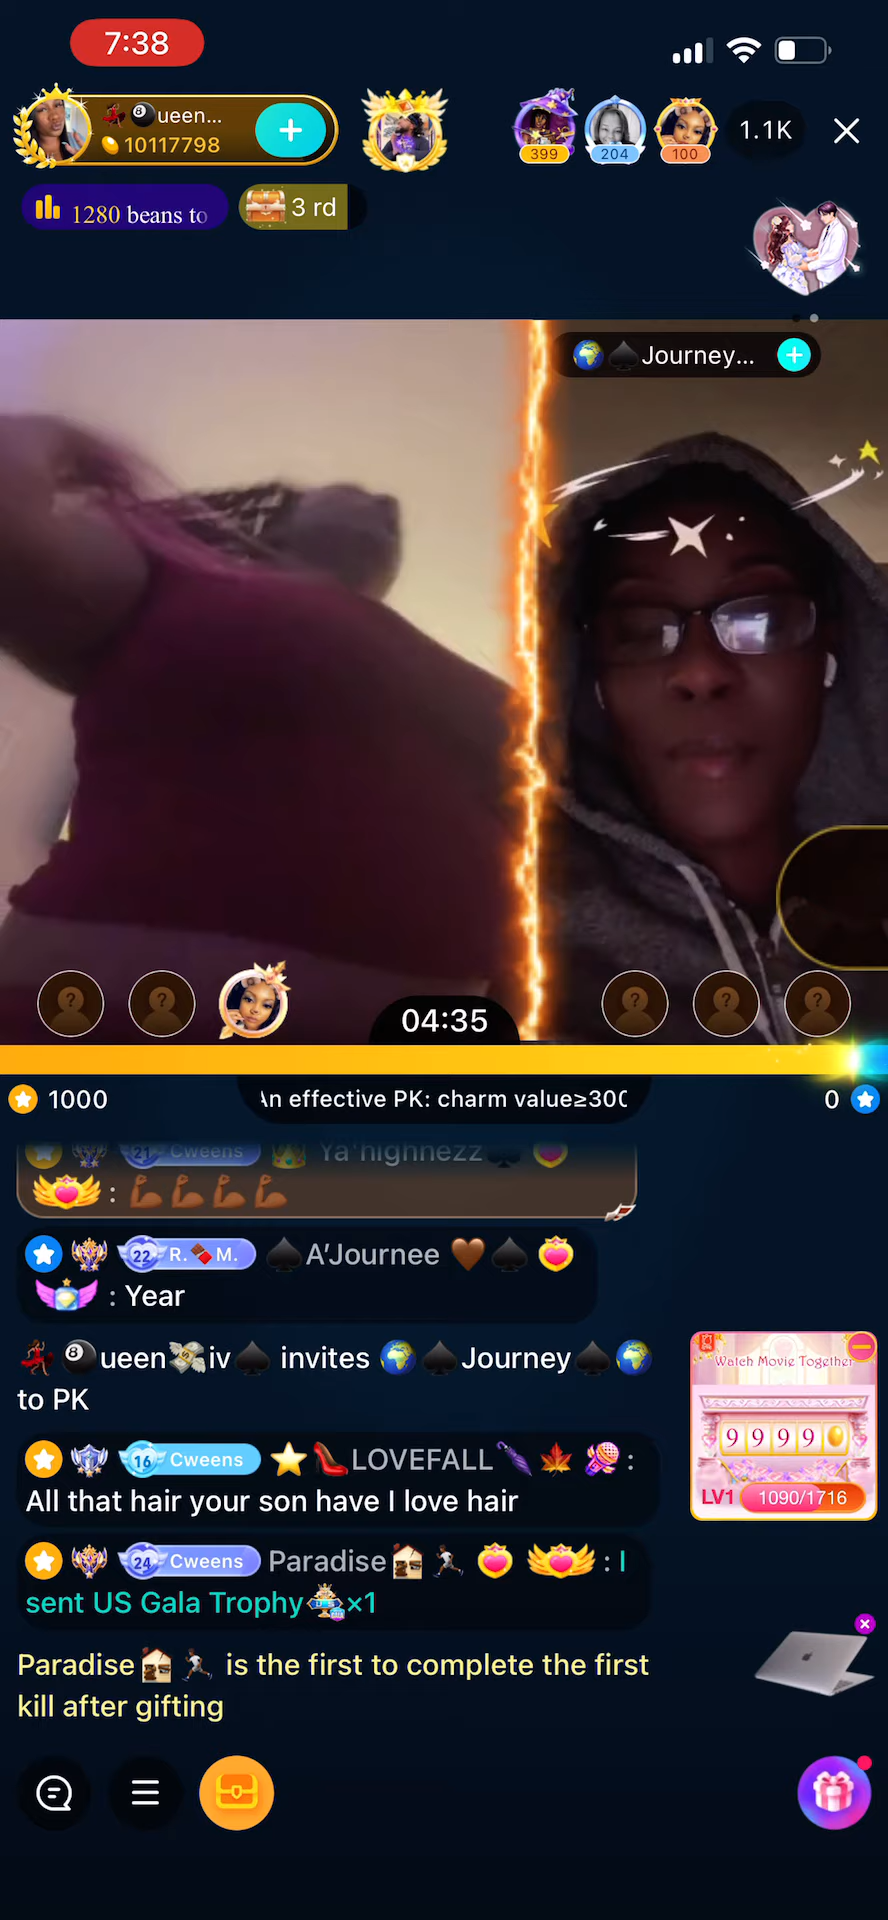 7:38
ueen...
10117798
399
204
100
1.1K
1280 beans to
3 rd
Journey...
04:35
1000
An effective PK: charm value≥300
0
21 Cweens Ya'highnezz
:
22 R. M. A'Journee
: Year
ueen iv invites Journey
to PK
16 Cweens LOVEFALL :
All that hair your son have I love hair
24 Cweens Paradise : I
sent US Gala Trophy ×1
Paradise is the first to complete the first
kill after gifting
Watch Movie Together
9 9 9 9
LV1 1090/1716